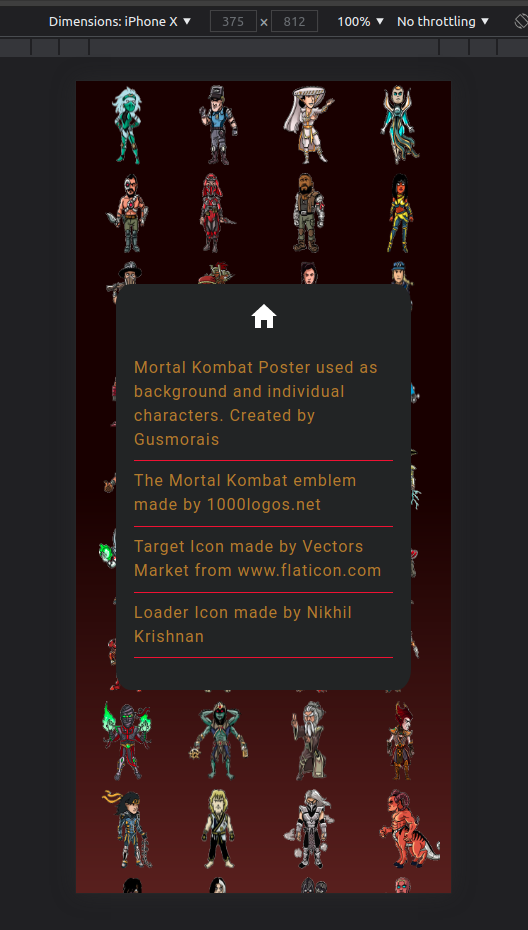 Dimensions: iPhone X ▼ 375 × 812 100% ▼ No throttling ▼
Mortal Kombat Poster used as
background and individual
characters. Created by
Gusmorais
The Mortal Kombat emblem
made by 1000logos.net
Target Icon made by Vectors
Market from www.flaticon.com
Loader Icon made by Nikhil
Krishnan